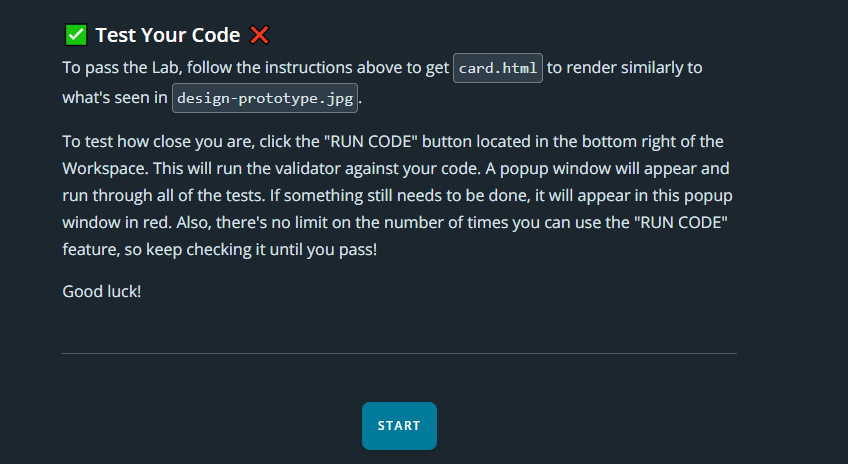 ✅ Test Your Code ❌
To pass the Lab, follow the instructions above to get card.html to render similarly to
what's seen in design-prototype.jpg.
To test how close you are, click the "RUN CODE" button located in the bottom right of the
Workspace. This will run the validator against your code. A popup window will appear and
run through all of the tests. If something still needs to be done, it will appear in this popup
window in red. Also, there's no limit on the number of times you can use the "RUN CODE"
feature, so keep checking it until you pass!
Good luck!
START